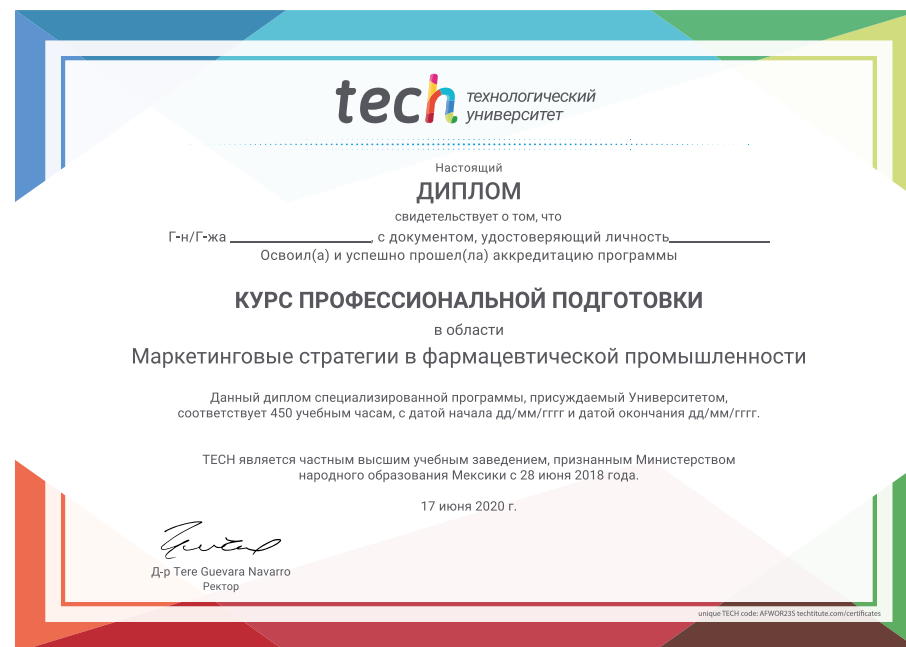 tech технологический
университет
Настоящий
ДИПЛОМ
свидетельствует о том, что
Г-н/Г-жа ____________, с документом, удостоверяющий личность____________
Освоил(а) и успешно прошел(ла) аккредитацию программы
КУРС ПРОФЕССИОНАЛЬНОЙ ПОДГОТОВКИ
в области
Маркетинговые стратегии в фармацевтической промышленности
Данный диплом специализированной программы, присуждаемый Университетом,
соответствует 450 учебным часам, с датой начала дд/мм/гггг и датой окончания дд/мм/гггг.
TECH является частным высшим учебным заведением, признанным Министерством
народного образования Мексики с 28 июня 2018 года.
17 июня 2020 г.
Д-р Tere Guevara Navarro
Ректор
unique TECH code: AFWOR23S techtitute.com/certificates